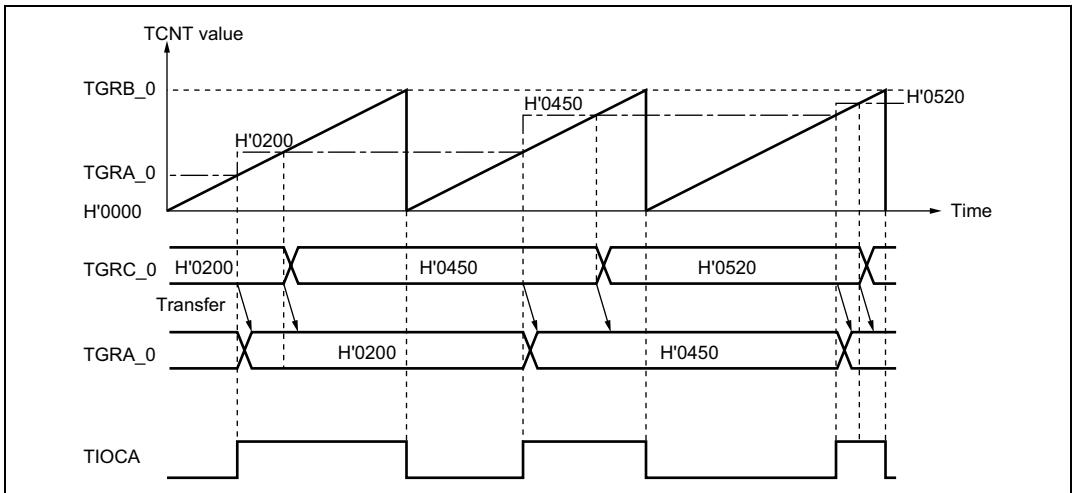 TCNT value
TGRB_0
H'0520
H'0450
H'0200
TGRA_0
H'0000
Time
TGRC_0
H'0200
H'0450
H'0520
Transfer
TGRA_0
H'0200
H'0450
TIOCA